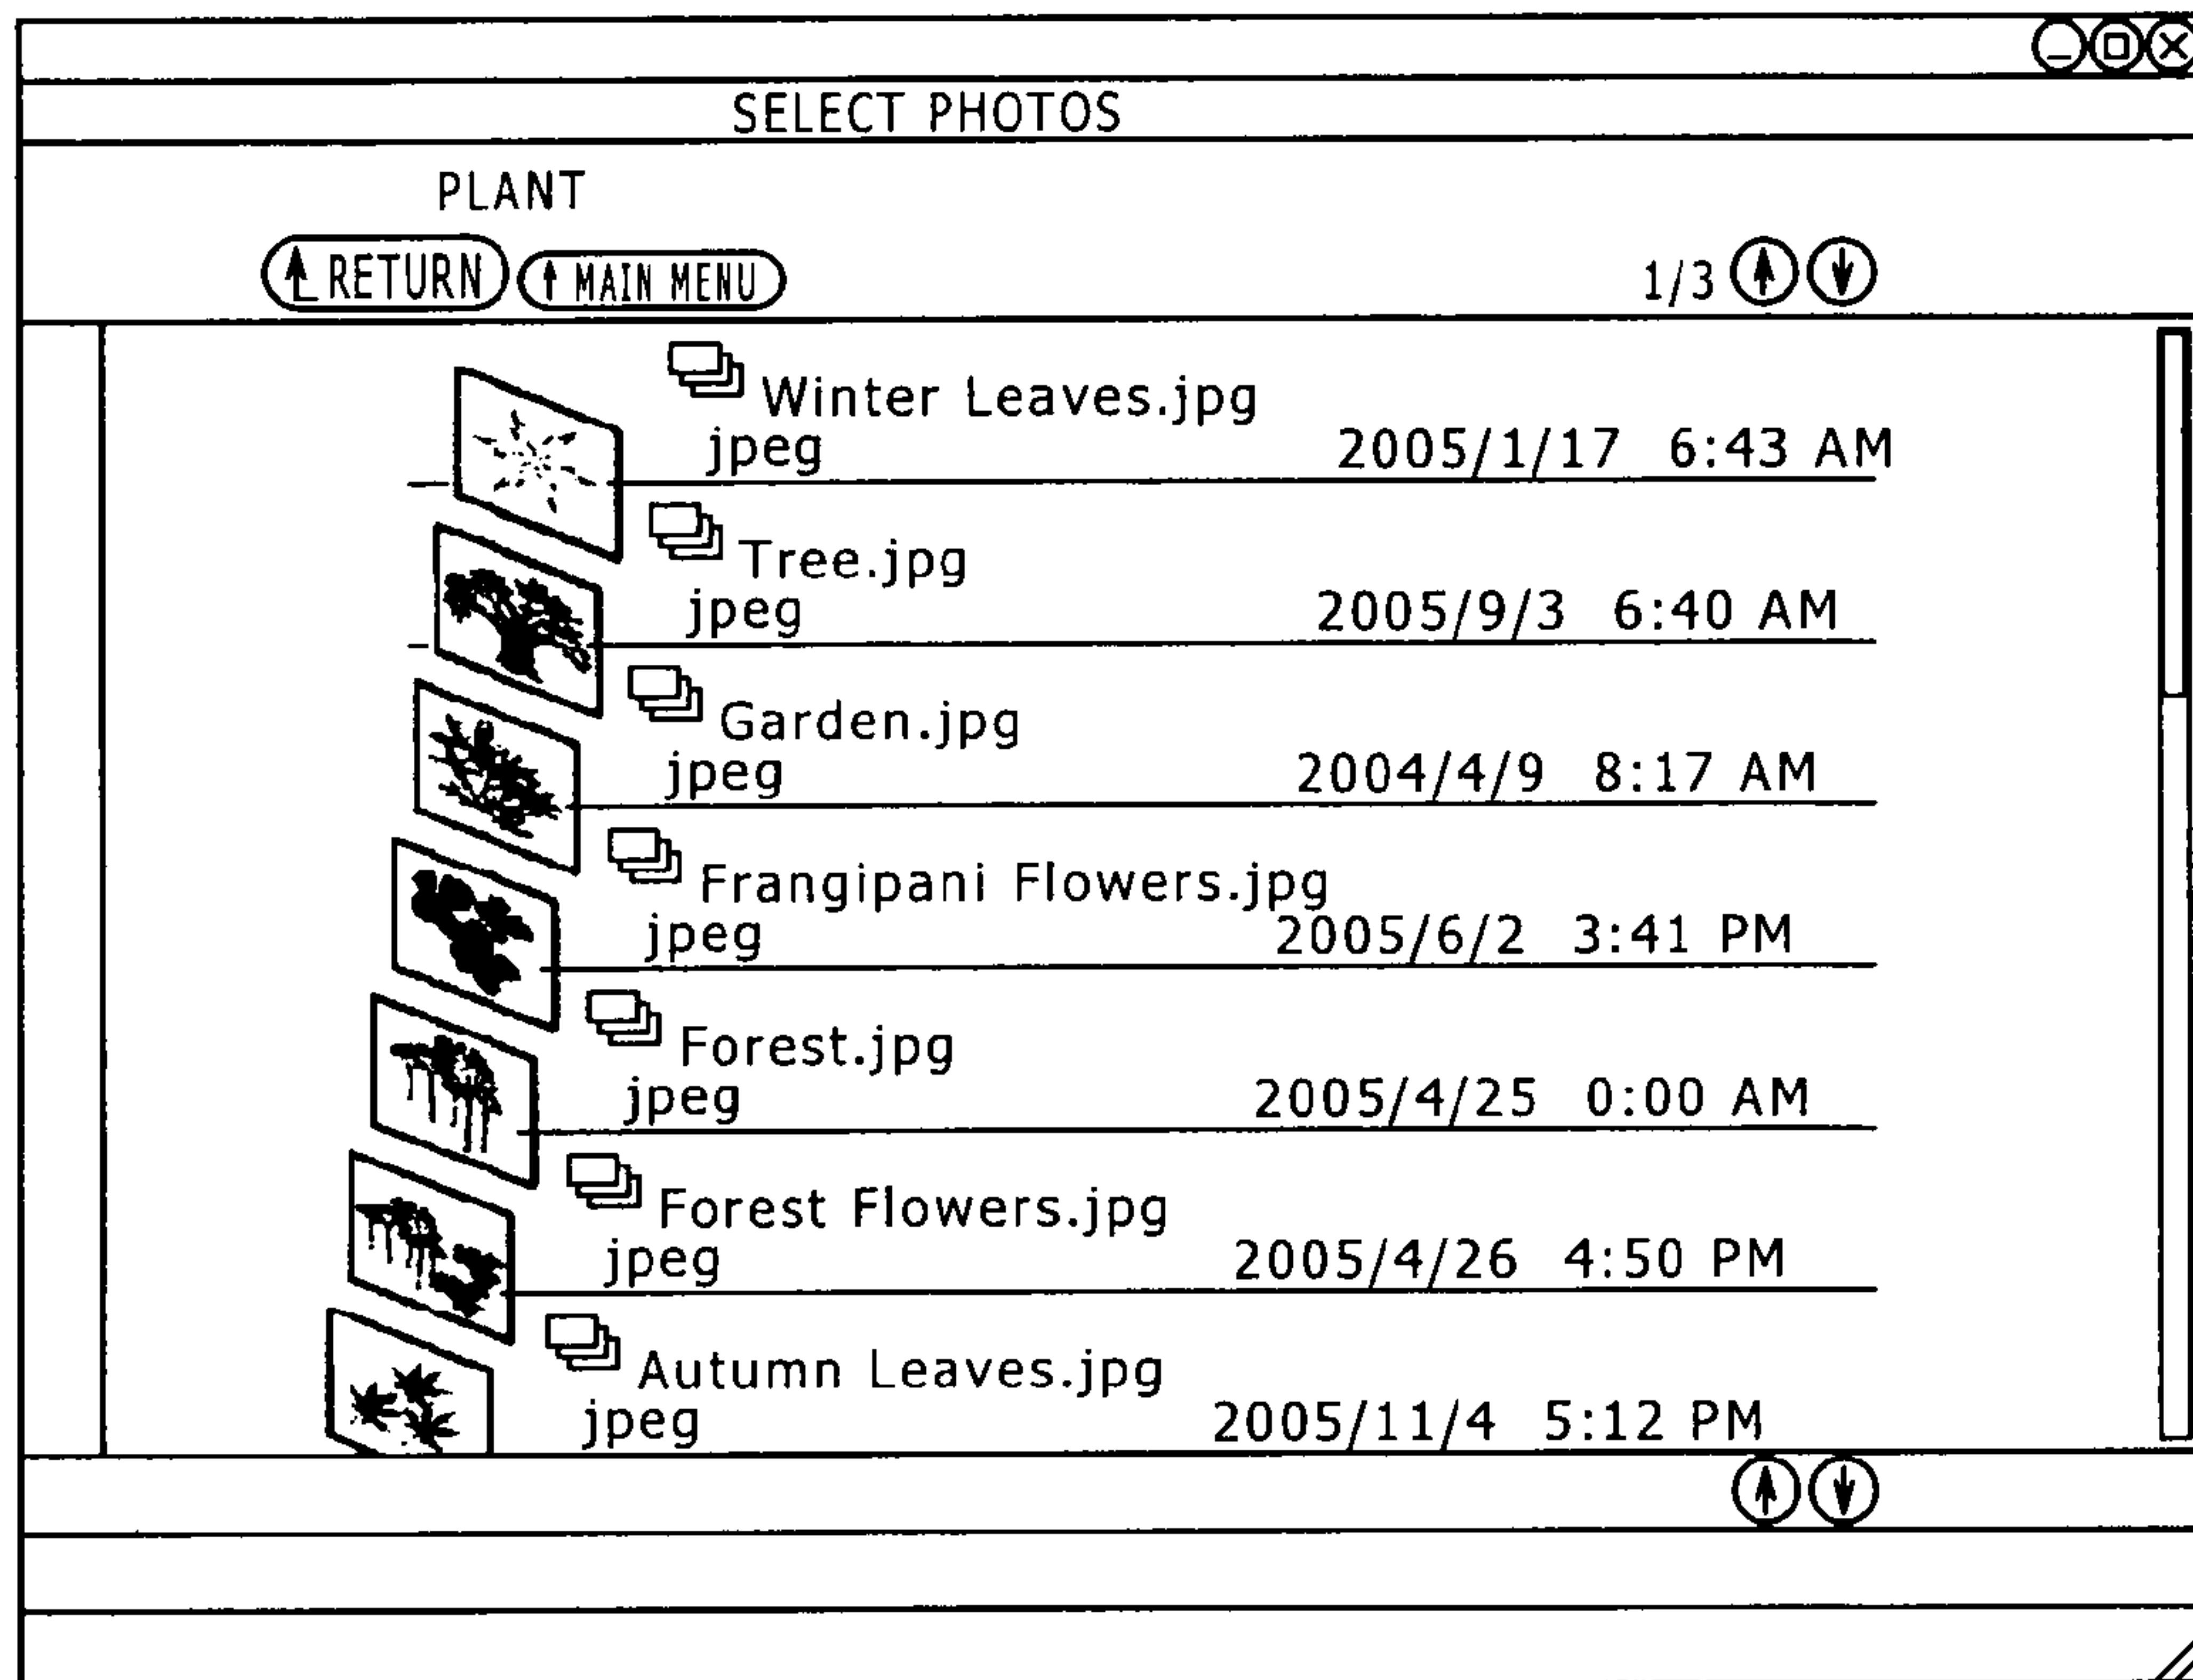 SELECT PHOTOS
PLANT
RETURN MAIN MENU 1/3
Winter Leaves.jpg
jpeg 2005/1/17 6:43 AM
Tree.jpg
jpeg 2005/9/3 6:40 AM
Garden.jpg
jpeg 2004/4/9 8:17 AM
Frangipani Flowers.jpg
jpeg 2005/6/2 3:41 PM
Forest.jpg
jpeg 2005/4/25 0:00 AM
Forest Flowers.jpg
jpeg 2005/4/26 4:50 PM
Autumn Leaves.jpg
jpeg 2005/11/4 5:12 PM